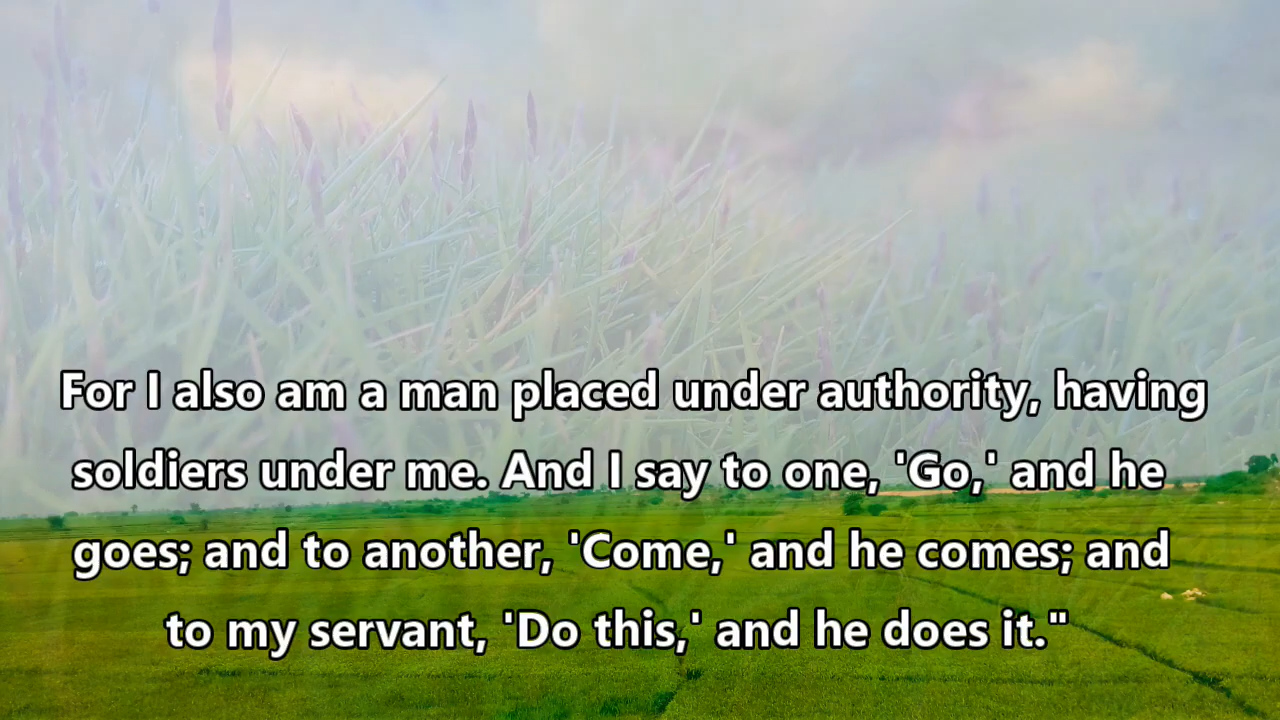 For I also am a man placed under authority, having
soldiers under me. And I say to one, 'Go,' and he
goes; and to another, 'Come,' and he comes; and
to my servant, 'Do this,' and he does it."